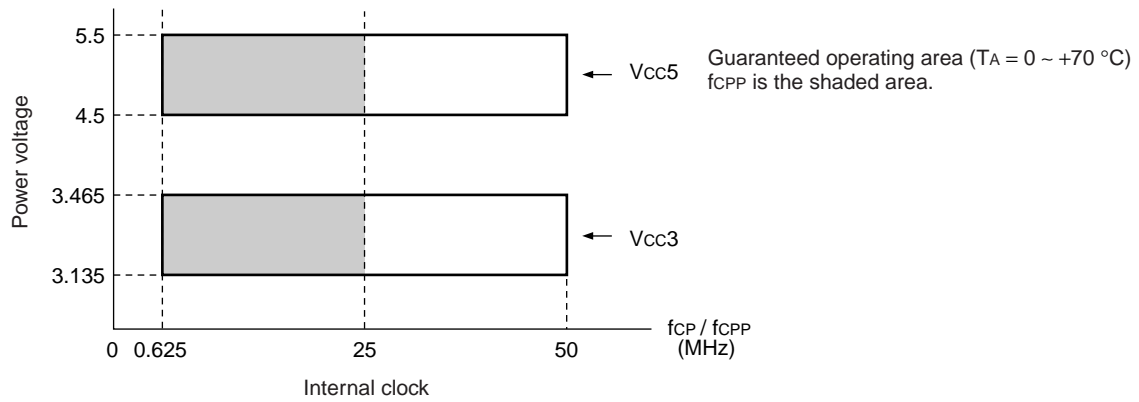 5.5
VCC5
Guaranteed operating area (TA = 0 ~ +70 °C)
fCPP is the shaded area.
4.5
Power voltage
3.465
VCC3
3.135
fCP / fCPP
(MHz)
0 0.625 25 50
Internal clock